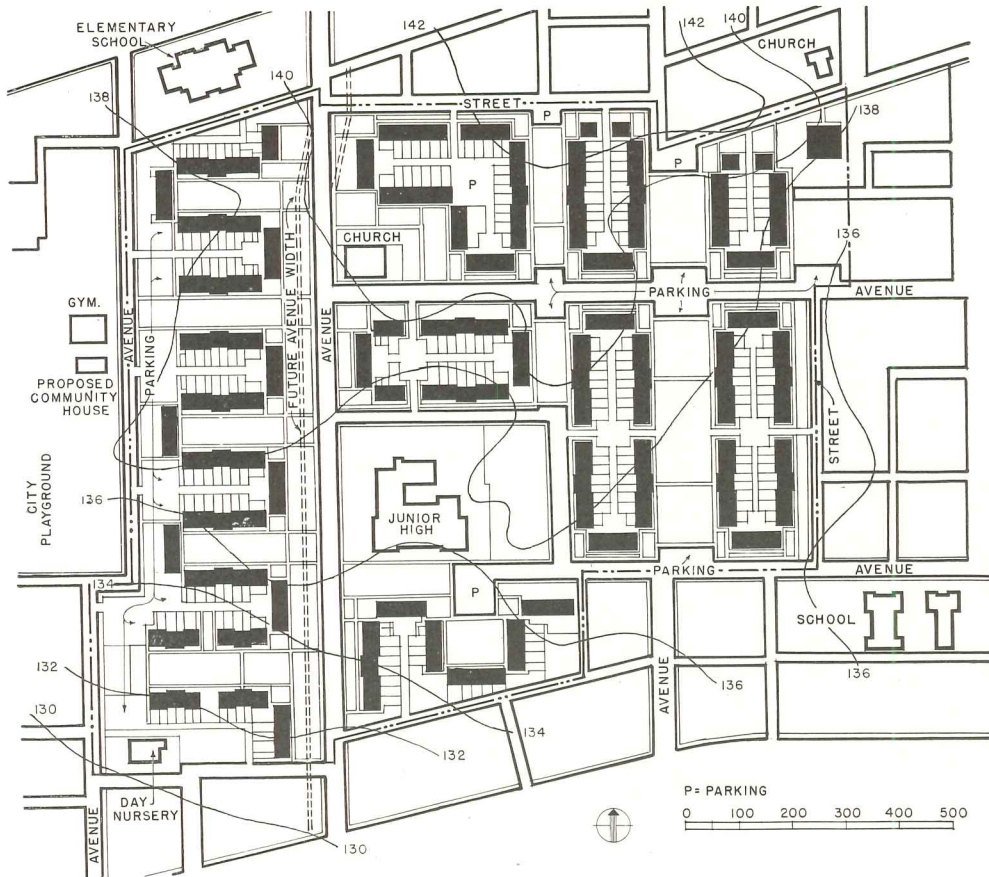 ELEMENTARY
SCHOOL
142
140
142
CHURCH
138
140
STREET
P
138
P
P
CHURCH
136
FUTURE AVENUE WIDTH
PARKING
AVENUE
GYM.
AVENUE
PARKING
AVENUE
PROPOSED
COMMUNITY
HOUSE
STREET
CITY
PLAYGROUND
136
JUNIOR
HIGH
134
PARKING
AVENUE
P
SCHOOL
132
136
136
AVENUE
130
134
132
DAY
NURSERY
AVENUE
130
P = PARKING
0 100 200 300 400 500